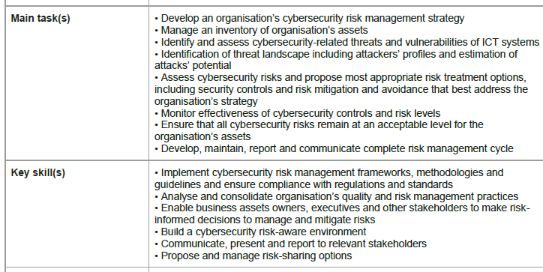 Main task(s)
• Develop an organisation's cybersecurity risk management strategy
• Manage an inventory of organisation's assets
• Identify and assess cybersecurity-related threats and vulnerabilities of ICT systems
• Identification of threat landscape including attackers' profiles and estimation of
attacks' potential
• Assess cybersecurity risks and propose most appropriate risk treatment options,
including security controls and risk mitigation and avoidance that best address the
organisation's strategy
• Monitor effectiveness of cybersecurity controls and risk levels
• Ensure that all cybersecurity risks remain at an acceptable level for the
organisation's assets
• Develop, maintain, report and communicate complete risk management cycle
Key skill(s)
• Implement cybersecurity risk management frameworks, methodologies and
guidelines and ensure compliance with regulations and standards
• Analyse and consolidate organisation's quality and risk management practices
• Enable business assets owners, executives and other stakeholders to make risk-
informed decisions to manage and mitigate risks
• Build a cybersecurity risk-aware environment
• Communicate, present and report to relevant stakeholders
• Propose and manage risk-sharing options